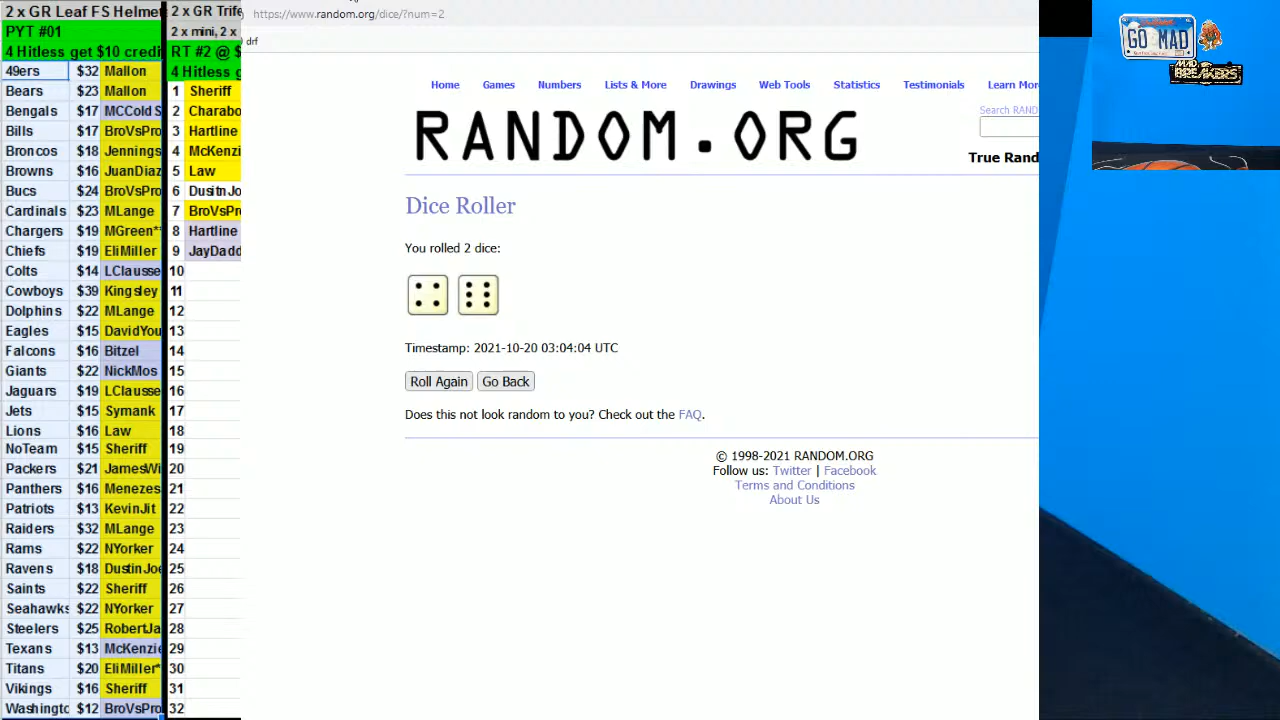 2 x GR Leaf FS Helmet
PYT #01
4 Hitless get $10 credi
49ers $32 Mallon
Bears $23 Mallon
Bengals $17 MCCold S
Bills $17 BroVsPro
Broncos $18 Jennings
Browns $16 JuanDiaz
Bucs $24 BroVsPro
Cardinals $23 MLange
Chargers $19 MGreen**
Chiefs $19 EliMiller
Colts $14 LClausse
Cowboys $39 Kingsley
Dolphins $22 MLange
Eagles $15 DavidYou
Falcons $16 Bitzel
Giants $22 NickMos
Jaguars $19 LClausse
Jets $15 Symank
Lions $16 Law
NoTeam $15 Sheriff
Packers $21 JamesWi
Panthers $16 Menezes
Patriots $13 KevinJit
Raiders $32 MLange
Rams $22 NYorker
Ravens $18 DustinJoe
Saints $22 Sheriff
Seahawks $22 NYorker
Steelers $25 RobertJa
Texans $13 McKenzie
Titans $20 EliMiller*
Vikings $16 Sheriff
Washingto $12 BroVsPro
2 x GR Trife
2 x mini, 2 x
RT #2 @ $
4 Hitless g
1 Sheriff
2 Charabo
3 Hartline
4 McKenzi
5 Law
6 DusitnJo
7 BroVsPr
8 Hartline
9 JayDadd
10
11
12
13
14
15
16
17
18
19
20
21
22
23
24
25
26
27
28
29
30
31
32
https://www.random.org/dice/?num=2
drf
Home Games Numbers Lists & More Drawings Web Tools Statistics Testimonials Learn More
Search RAND
RANDOM.ORG
True Rand
Dice Roller
You rolled 2 dice:
Timestamp: 2021-10-20 03:04:04 UTC
Roll Again Go Back
Does this not look random to you? Check out the FAQ.
© 1998-2021 RANDOM.ORG
Follow us: Twitter | Facebook
Terms and Conditions
About Us
GO MAD
MAD
BREAKERS